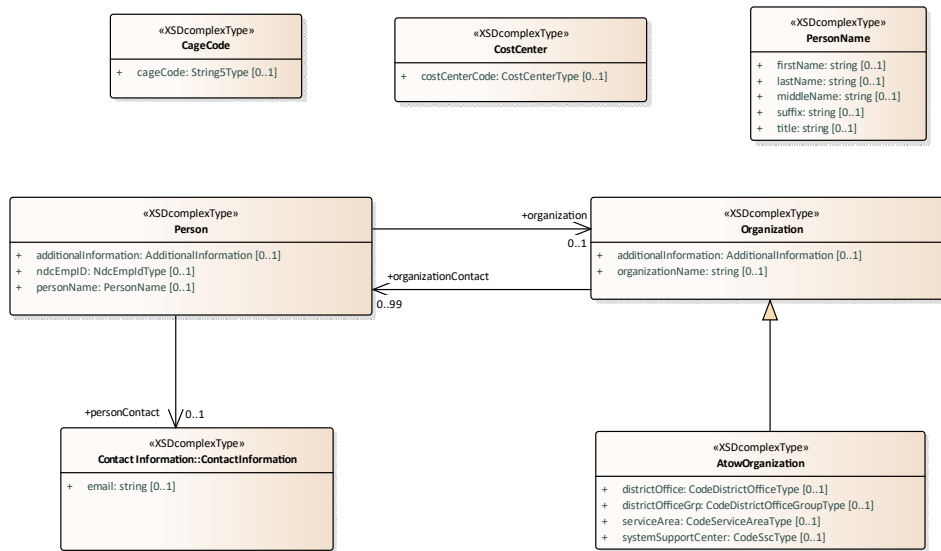 «XSDcomplexType»
CageCode
+ cageCode: String5Type [0..1]
«XSDcomplexType»
CostCenter
+ costCenterCode: CostCenterType [0..1]
«XSDcomplexType»
PersonName
+ firstName: string [0..1]
+ lastName: string [0..1]
+ middleName: string [0..1]
+ suffix: string [0..1]
+ title: string [0..1]
«XSDcomplexType»
Person
+ additionalInformation: AdditionalInformation [0..1]
+ ndcEmpID: NdcEmpIdType [0..1]
+ personName: PersonName [0..1]
+organization
0..1
+organizationContact
0..99
«XSDcomplexType»
Organization
+ additionalInformation: AdditionalInformation [0..1]
+ organizationName: string [0..1]
+personContact
0..1
«XSDcomplexType»
Contact Information::ContactInformation
+ email: string [0..1]
«XSDcomplexType»
AtowOrganization
+ districtOffice: CodeDistrictOfficeType [0..1]
+ districtOfficeGrp: CodeDistrictOfficeGroupType [0..1]
+ serviceArea: CodeServiceAreaType [0..1]
+ systemSupportCenter: CodeSscType [0..1]